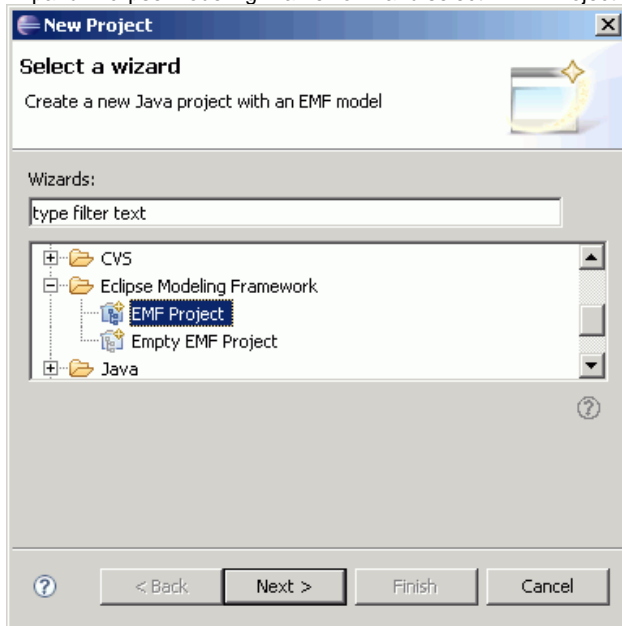 New Project
Select a wizard
Create a new Java project with an EMF model
Wizards:
type filter text
CVS
Eclipse Modeling Framework
EMF Project
Empty EMF Project
Java
< Back Next > Finish Cancel